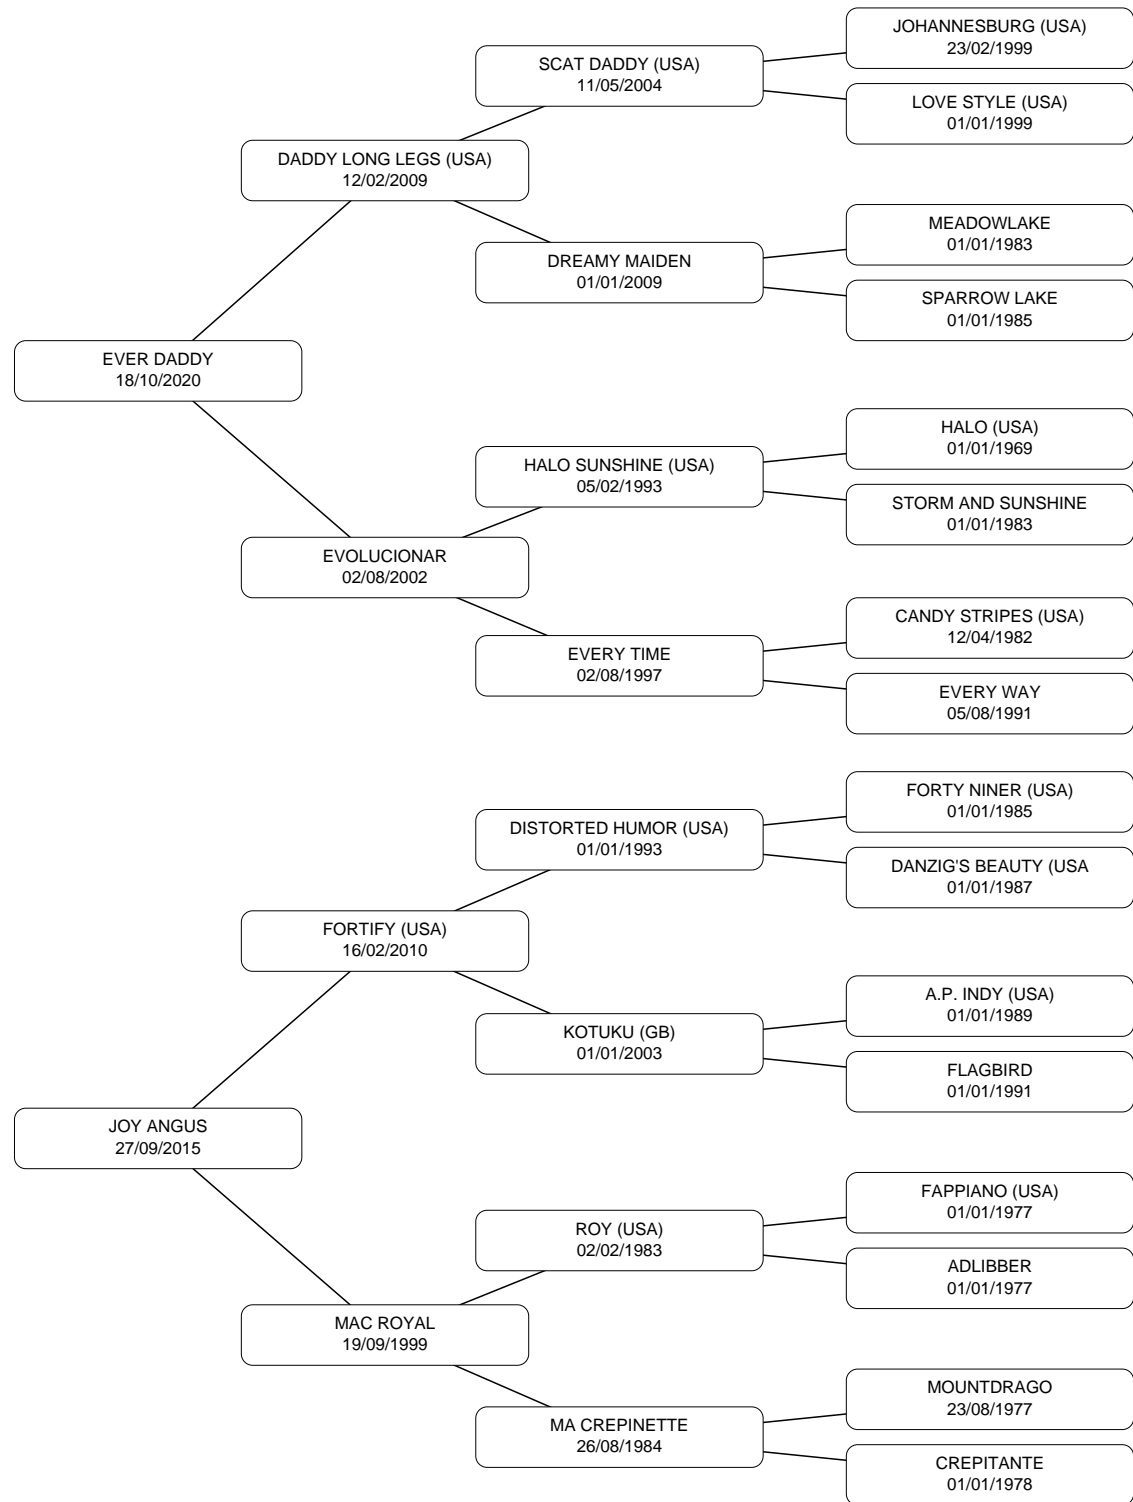 JOHANNESBURG (USA)
23/02/1999
SCAT DADDY (USA)
11/05/2004
LOVE STYLE (USA)
01/01/1999
DADDY LONG LEGS (USA)
12/02/2009
MEADOWLAKE
01/01/1983
DREAMY MAIDEN
01/01/2009
SPARROW LAKE
01/01/1985
EVER DADDY
18/10/2020
HALO (USA)
01/01/1969
HALO SUNSHINE (USA)
05/02/1993
STORM AND SUNSHINE
01/01/1983
EVOLUCIONAR
02/08/2002
CANDY STRIPES (USA)
12/04/1982
EVERY TIME
02/08/1997
EVERY WAY
05/08/1991
FORTY NINER (USA)
01/01/1985
DISTORTED HUMOR (USA)
01/01/1993
DANZIG'S BEAUTY (USA
01/01/1987
FORTIFY (USA)
16/02/2010
A.P. INDY (USA)
01/01/1989
KOTUKU (GB)
01/01/2003
FLAGBIRD
01/01/1991
JOY ANGUS
27/09/2015
FAPPIANO (USA)
01/01/1977
ROY (USA)
02/02/1983
ADLIBBER
01/01/1977
MAC ROYAL
19/09/1999
MOUNTDRAGO
23/08/1977
MA CREPINETTE
26/08/1984
CREPITANTE
01/01/1978